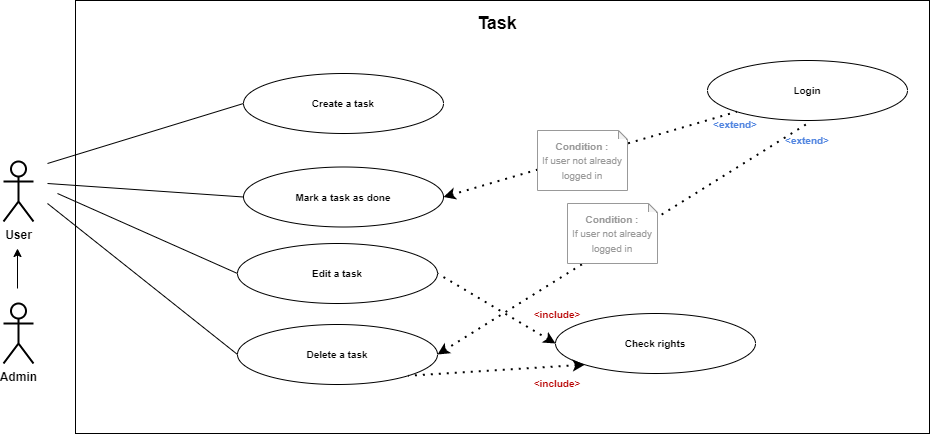 Task
Login
Create a task
<extend>
<extend>
Condition :
If user not already
logged in
Mark a task as done
Condition :
If user not already
logged in
User
Edit a task
<include>
Check rights
Delete a task
Admin
<include>